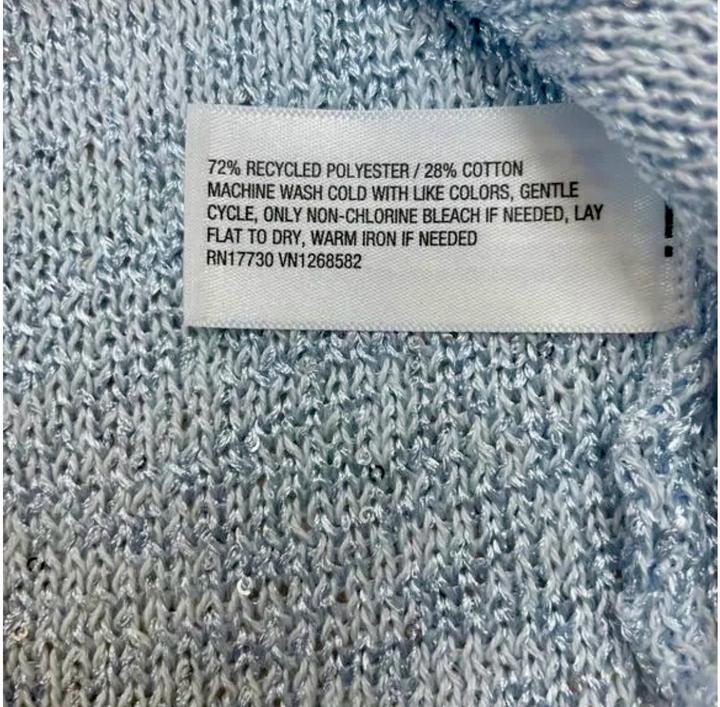 72% RECYCLED POLYESTER / 28% COTTON
MACHINE WASH COLD WITH LIKE COLORS, GENTLE
CYCLE, ONLY NON-CHLORINE BLEACH IF NEEDED, LAY
FLAT TO DRY, WARM IRON IF NEEDED
RN17730 VN1268582